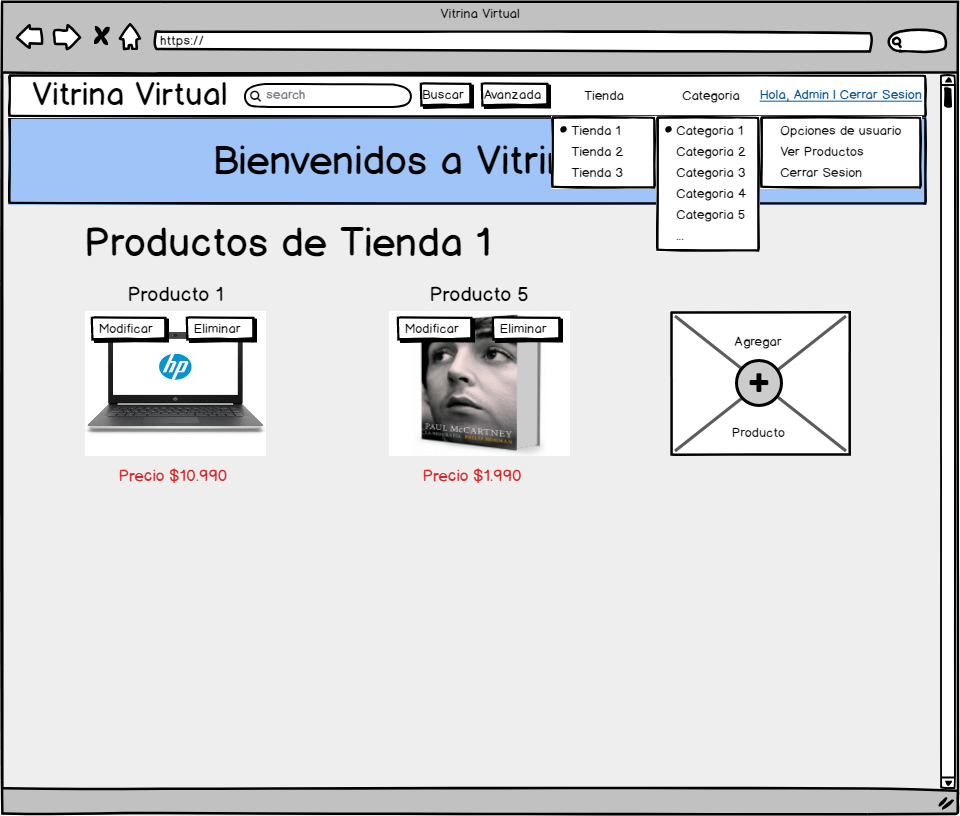 Vitrina Virtual
https://
Vitrina Virtual
search
Buscar
Avanzada
Tienda
Categoria
Hola, Admin | Cerrar Sesion
Bienvenidos a Vitri
Tienda 1
Tienda 2
Tienda 3
Categoria 1
Categoria 2
Categoria 3
Categoria 4
Categoria 5
...
Opciones de usuario
Ver Productos
Cerrar Sesion
Productos de Tienda 1
Producto 1
Modificar
Eliminar
hp
Precio $10.990
Producto 5
Modificar
Eliminar
PAUL McCARTNEY
LA BIOGRAFÍA PHILIP NORMAN
Precio $1.990
Agregar
Producto